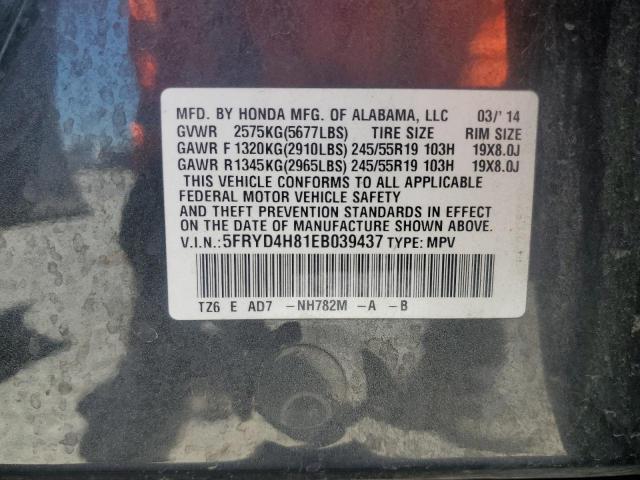 MFD. BY HONDA MFG. OF ALABAMA, LLC 03/'14
GVWR 2575KG(5677LBS) TIRE SIZE RIM SIZE
GAWR F 1320KG(2910LBS) 245/55R19 103H 19X8.0J
GAWR R1345KG(2965LBS) 245/55R19 103H 19X8.0J
THIS VEHICLE CONFORMS TO ALL APPLICABLE
FEDERAL MOTOR VEHICLE SAFETY
AND THEFT PREVENTION STANDARDS IN EFFECT
ON THE DATE OF MANUFACTURE SHOWN ABOVE.
V.I.N.:5FRYD4H81EB039437 TYPE: MPV
TZ6 E AD7 -NH782M -A -B